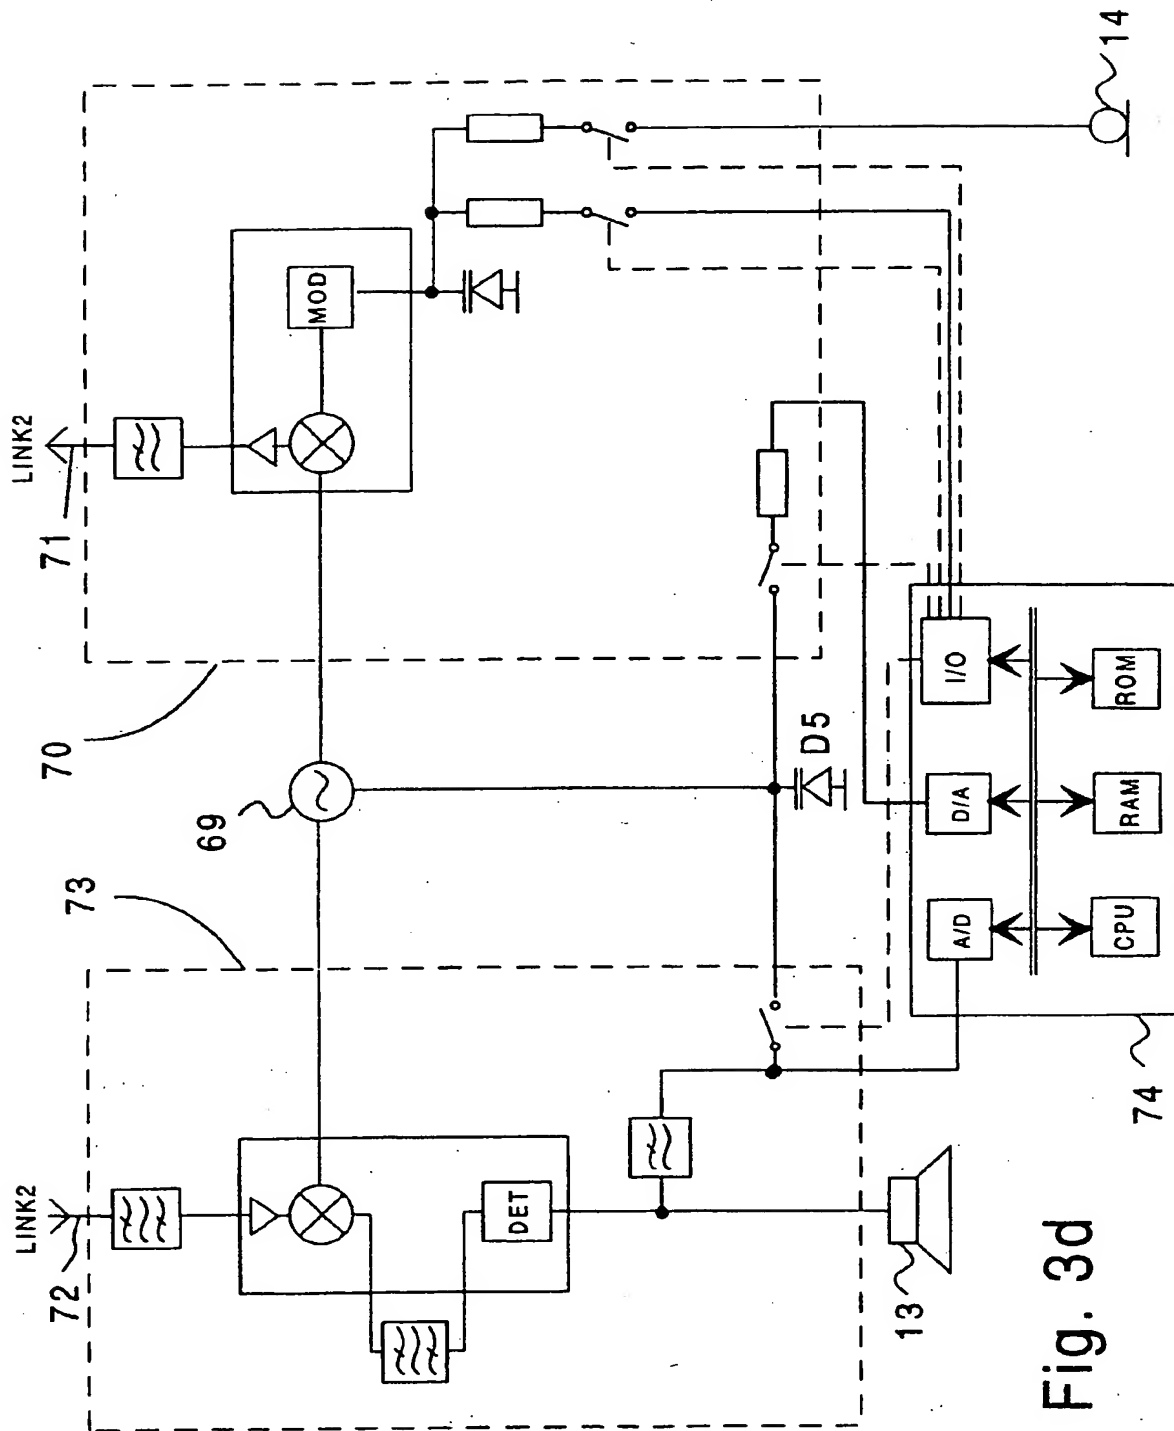 LINK2
72
73
69
70
LINK2
71
MOD
DET
D5
13
14
A/D
D/A
I/O
CPU
RAM
ROM
74
Fig. 3d